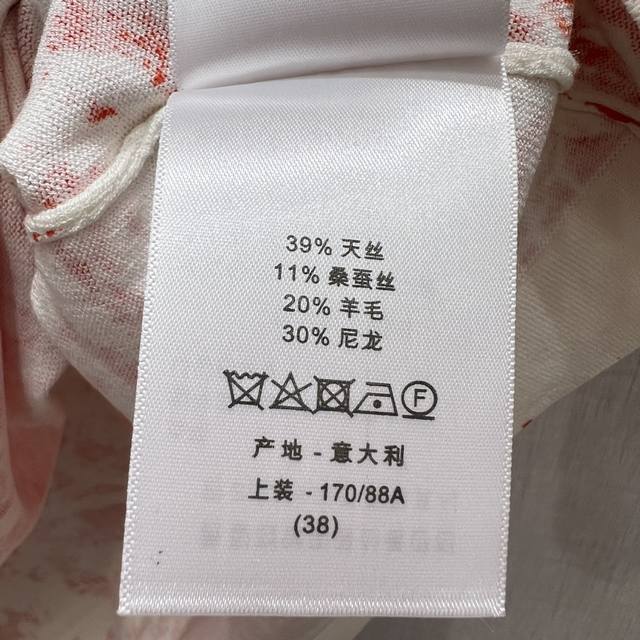 39% 天丝
11% 桑蚕丝
20% 羊毛
30% 尼龙
F
产地 - 意大利
上装 - 170/88A
(38)